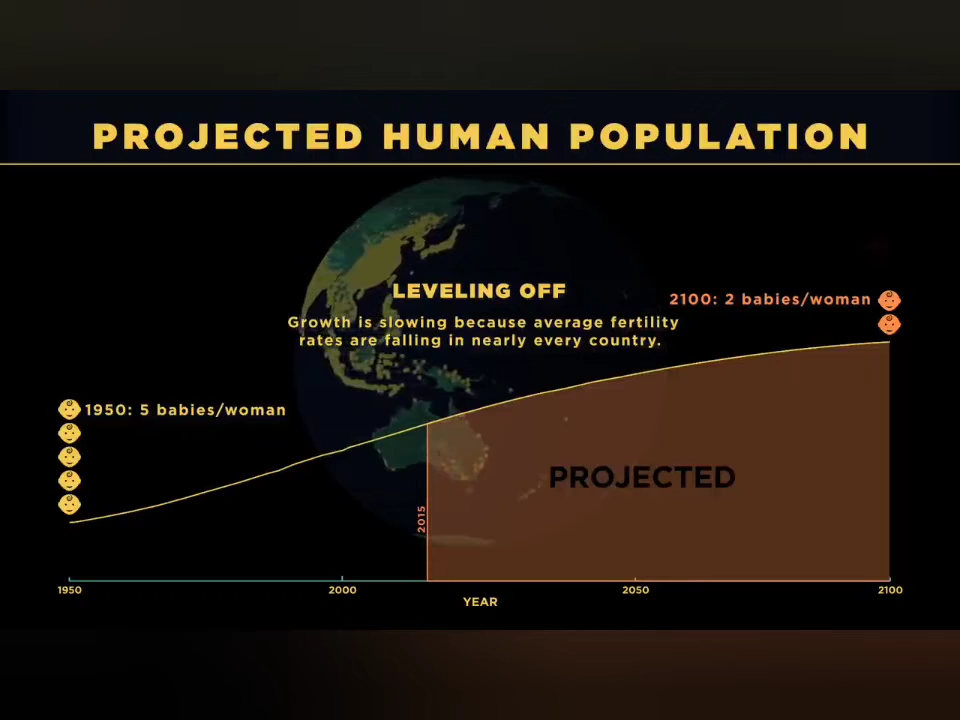 PROJECTED HUMAN POPULATION
LEVELING OFF
Growth is slowing because average fertility
rates are falling in nearly every country.
2100: 2 babies/woman
1950: 5 babies/woman
PROJECTED
2015
1950
2000
2050
2100
YEAR